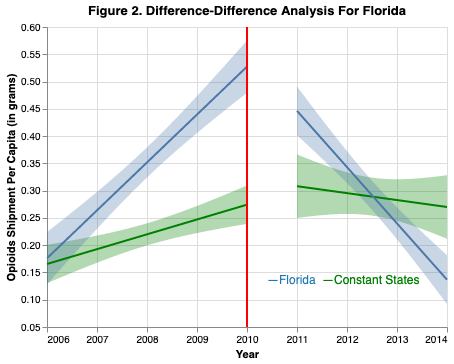 Figure 2. Difference-Difference Analysis For Florida
Opioids Shipment Per Capita (in grams)
0.60
0.55
0.50
0.45
0.40
0.35
0.30
0.25
0.20
0.15
0.10
0.05
Florida Constant States
2006 2007 2008 2009 2010 2011 2012 2013 2014
Year